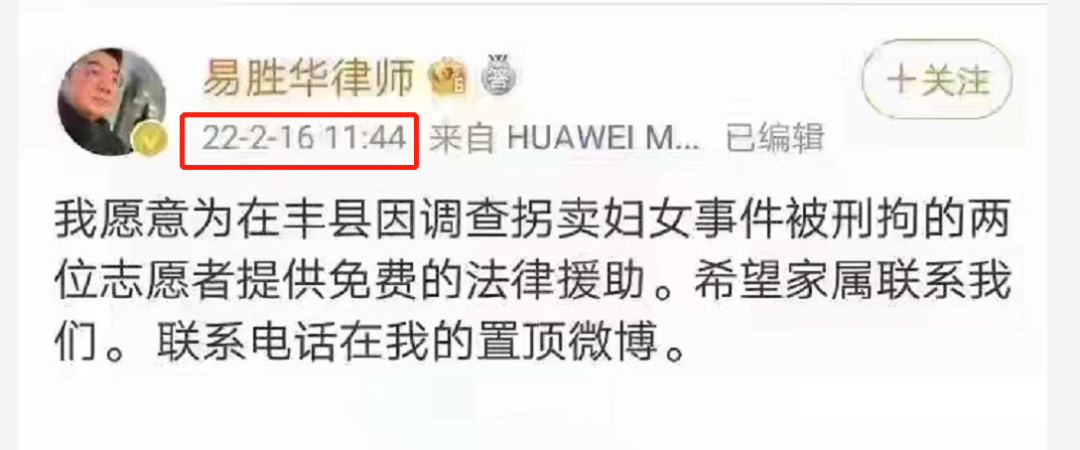 易胜华律师
+关注
22-2-16 11:44 来自 HUAWEI M... 已编辑
我愿意为在丰县因调查拐卖妇女事件被刑拘的两
位志愿者提供免费的法律援助。希望家属联系我
们。联系电话在我的置顶微博。